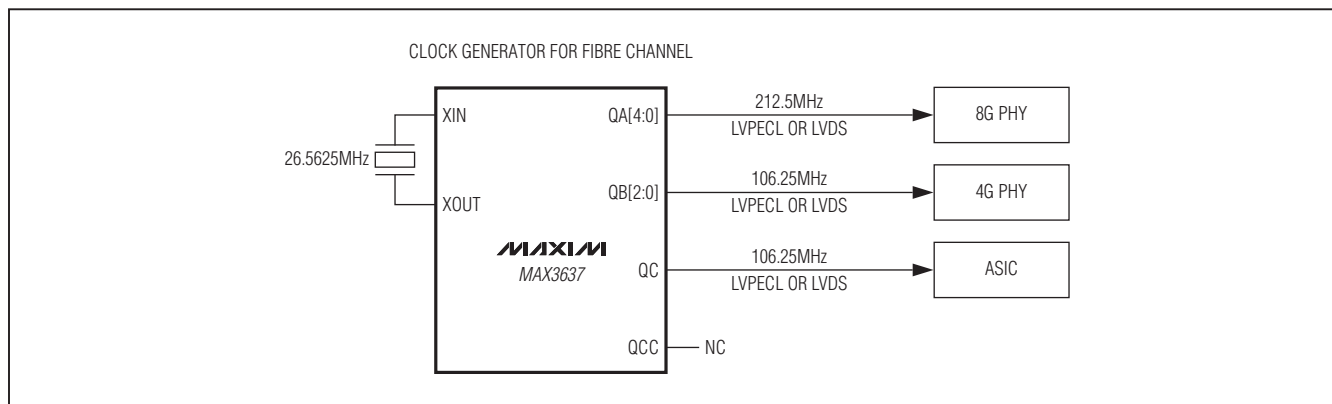 CLOCK GENERATOR FOR FIBRE CHANNEL
XIN
QA[4:0]
212.5MHz
LVPECL OR LVDS
8G PHY
26.5625MHz
XOUT
QB[2:0]
106.25MHz
LVPECL OR LVDS
4G PHY
MAXIM
MAX3637
QC
106.25MHz
LVPECL OR LVDS
ASIC
QCC
NC